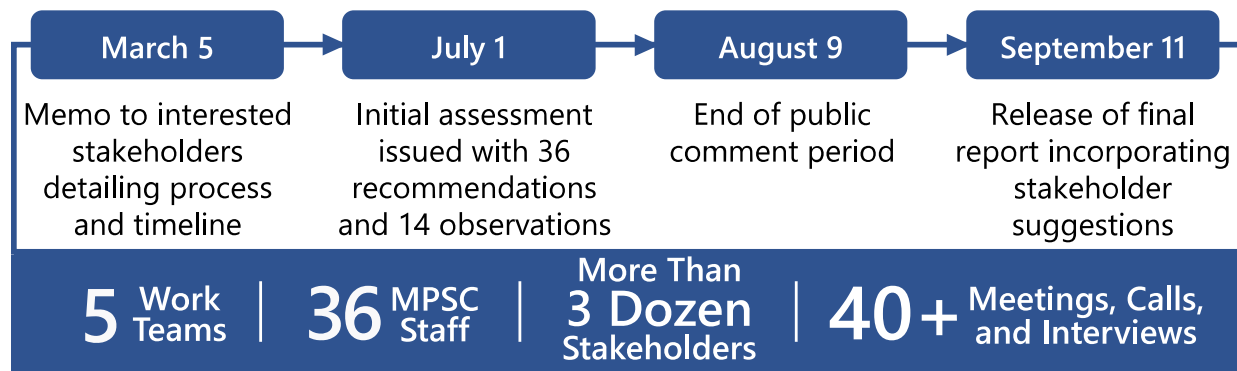 March 5
Memo to interested
stakeholders
detailing process
and timeline
July 1
Initial assessment
issued with 36
recommendations
and 14 observations
August 9
End of public
comment period
September 11
Release of final
report incorporating
stakeholder
suggestions
5 Work
Teams
36 MPSC
Staff
More Than
3 Dozen
Stakeholders
40+ Meetings, Calls,
and Interviews